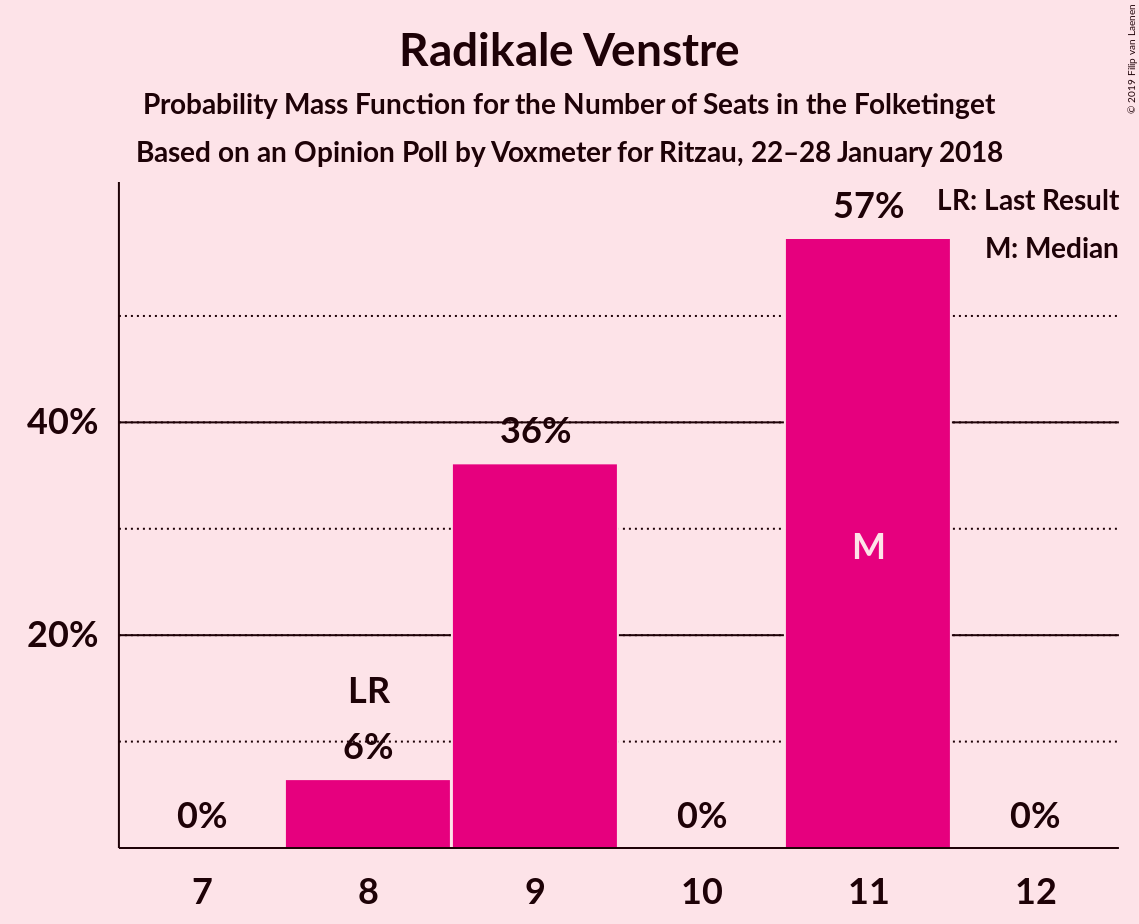 Radikale Venstre
Probability Mass Function for the Number of Seats in the Folketinget
Based on an Opinion Poll by Voxmeter for Ritzau, 22–28 January 2018
© 2019 Filip van Laenen
LR: Last Result
M: Median
57%
40%
36%
M
20%
LR
6%
0%
0%
0%
7
8
9
10
11
12